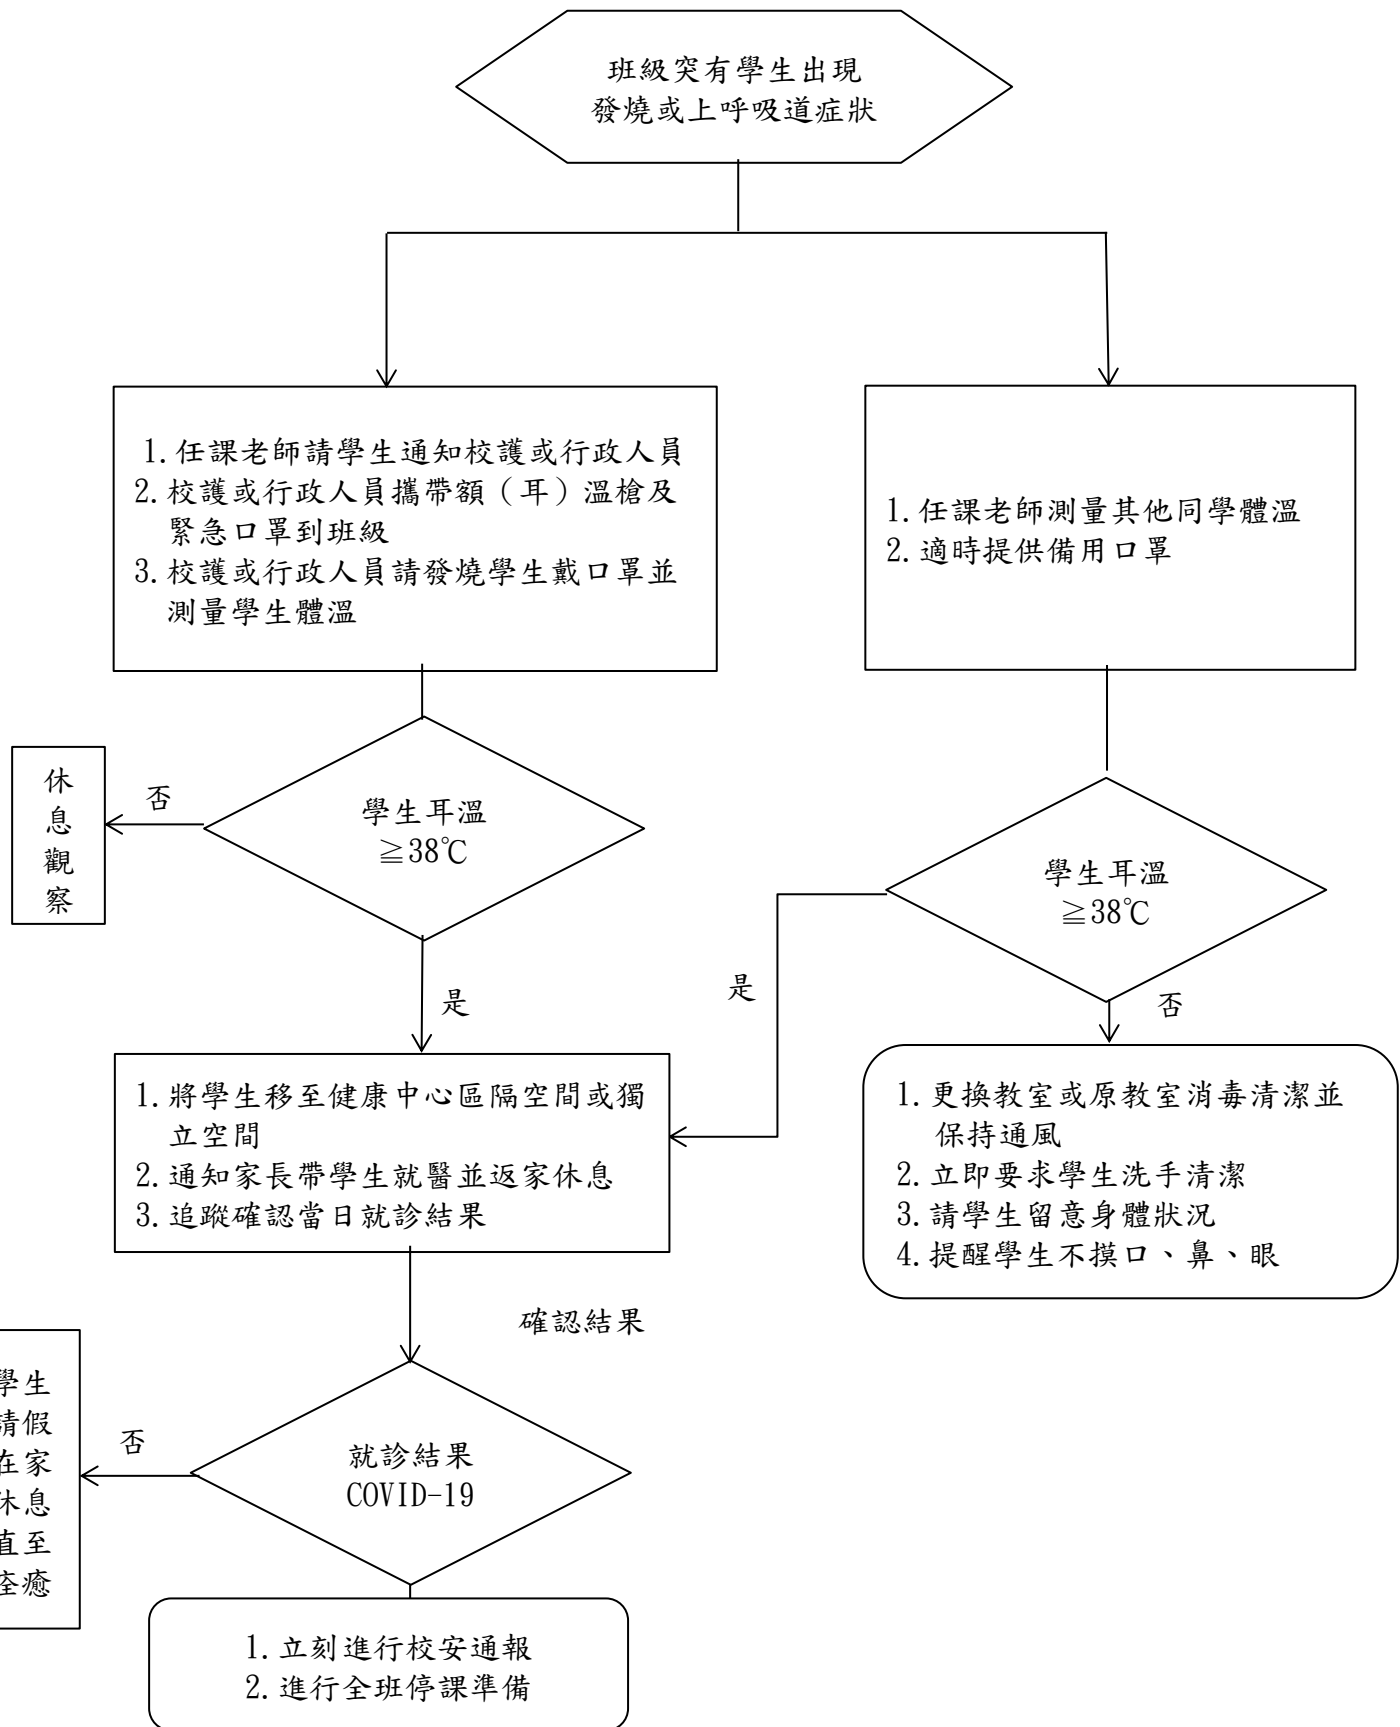 班級突有學生出現
發燒或上呼吸道症狀
1.任課老師請學生通知校護或行政人員
2.校護或行政人員攜帶額（耳）溫槍及
緊急口罩到班級
3.校護或行政人員請發燒學生戴口罩並
測量學生體溫
1.任課老師測量其他同學體溫
2.適時提供備用口罩
休
息
觀
察
否
學生耳溫
≧38℃
是
學生耳溫
≧38℃
是
否
1.將學生移至健康中心區隔空間或獨
立空間
2.通知家長帶學生就醫並返家休息
3.追蹤確認當日就診結果
1.更換教室或原教室消毒清潔並
保持通風
2.立即要求學生洗手清潔
3.請學生留意身體狀況
4.提醒學生不摸口、鼻、眼
確認結果
學生
請假
在家
休息
直至
痊癒
否
就診結果
COVID-19
1.立刻進行校安通報
2.進行全班停課準備